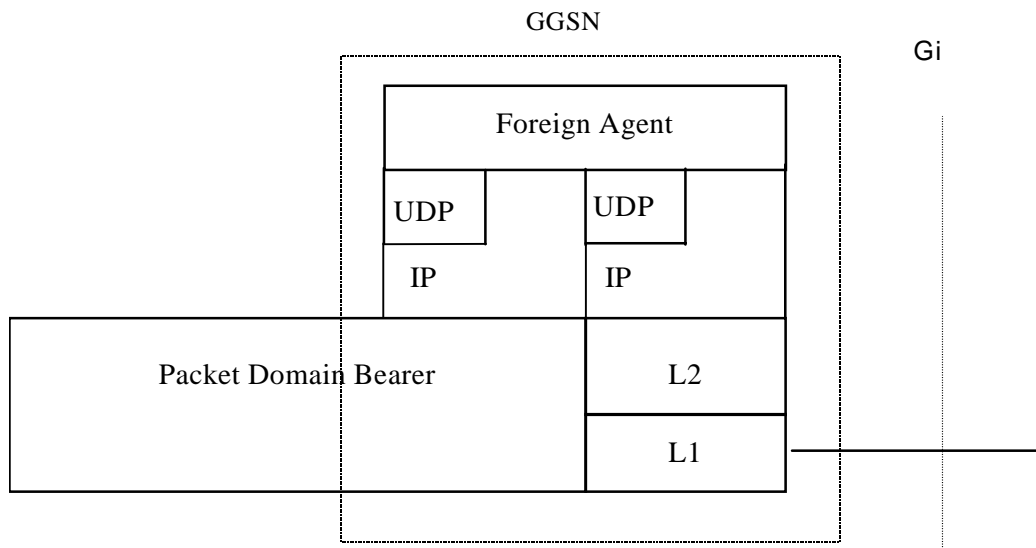 GGSN
Gi
Foreign Agent
UDP UDP
IP IP
Packet Domain Bearer L2
L1